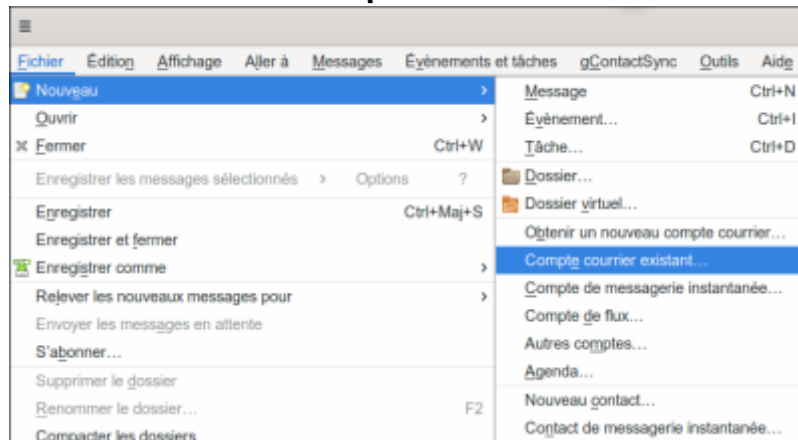 Fichier Édition Affichage Aller à Messages Évènements et tâches gContactSync Outils Aide
Nouveau >
Ouvrir >
Fermer Ctrl+W
Enregistrer les messages sélectionnés > Options ?
Enregistrer Ctrl+Maj+S
Enregistrer et fermer
Enregistrer comme >
Relever les nouveaux messages pour >
Envoyer les messages en attente
S'abonner...
Supprimer le dossier
Renommer le dossier... F2
Compacter les dossiers
Message Ctrl+N
Évènement... Ctrl+I
Tâche... Ctrl+D
Dossier...
Dossier virtuel...
Obtenir un nouveau compte courrier...
Compte courrier existant...
Compte de messagerie instantanée...
Compte de flux...
Autres comptes...
Agenda...
Nouveau contact...
Contact de messagerie instantanée...